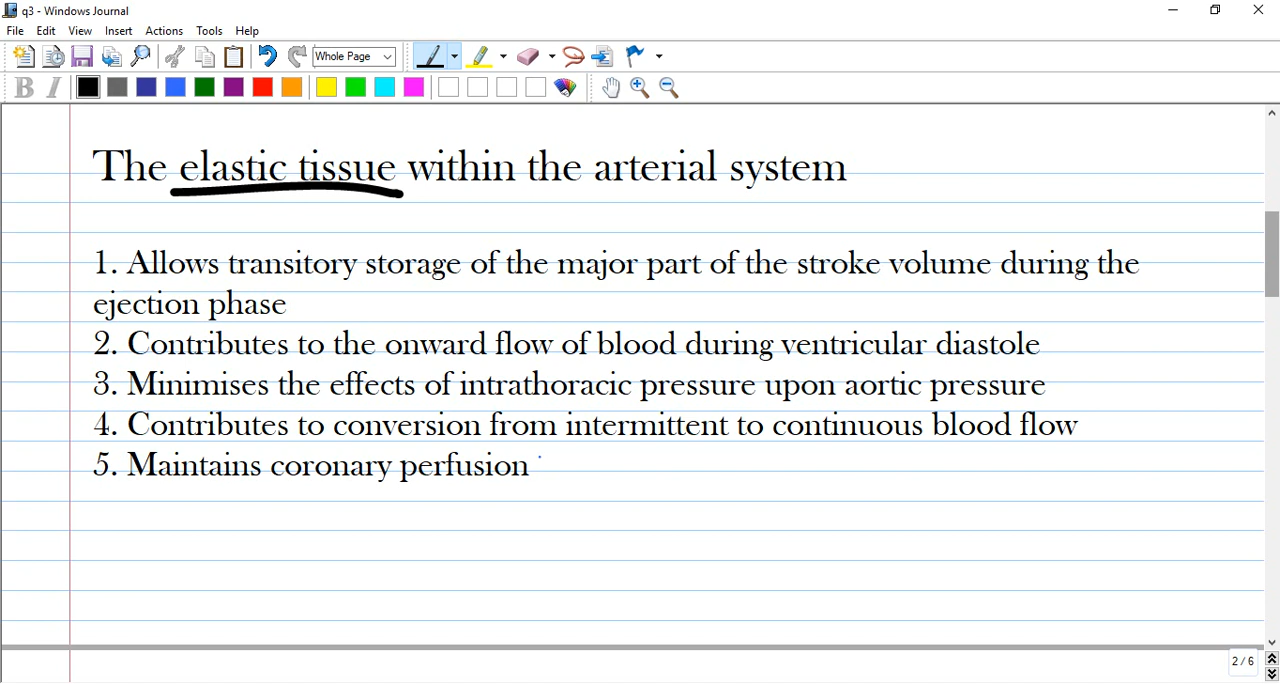 q3 - Windows Journal
File Edit View Insert Actions Tools Help
Whole Page
B I
The elastic tissue within the arterial system
1. Allows transitory storage of the major part of the stroke volume during the
ejection phase
2. Contributes to the onward flow of blood during ventricular diastole
3. Minimises the effects of intrathoracic pressure upon aortic pressure
4. Contributes to conversion from intermittent to continuous blood flow
5. Maintains coronary perfusion
2 / 6